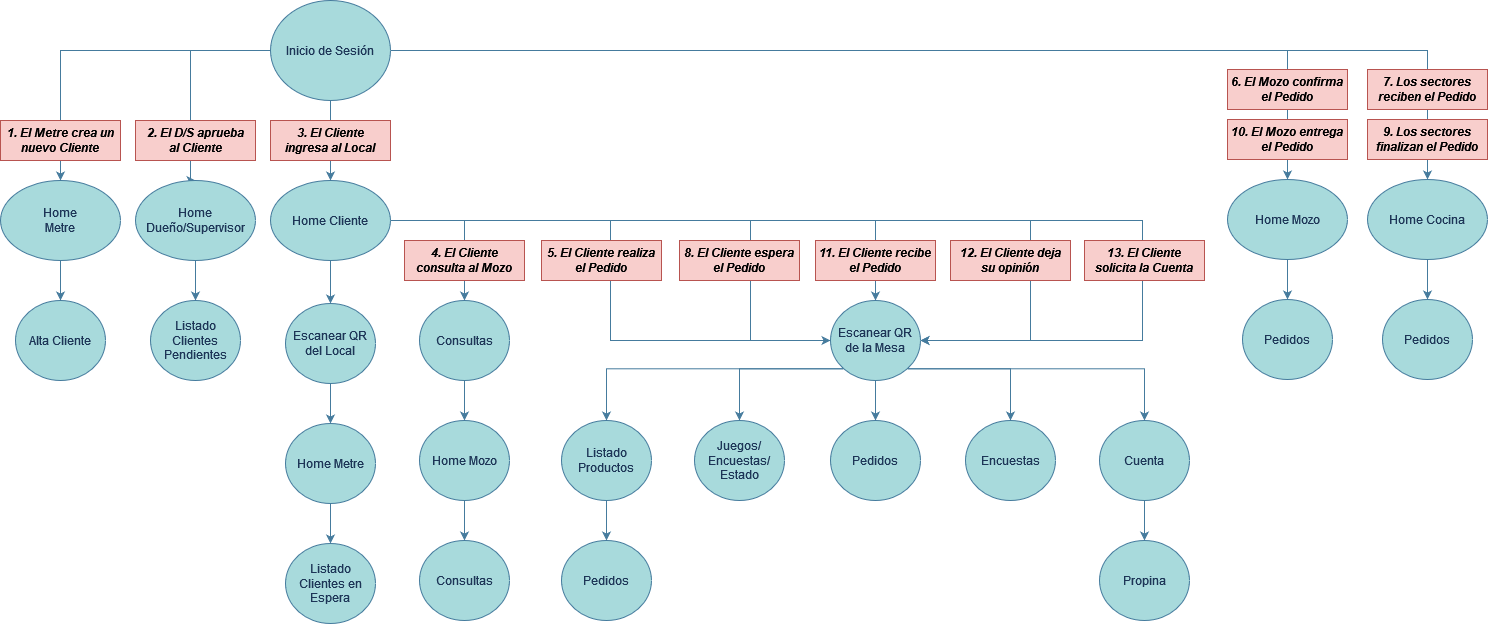 Inicio de Sesión
6. El Mozo confirma
el Pedido
7. Los sectores
reciben el Pedido
1. El Metre crea un
nuevo Cliente
2. El D/S aprueba
al Cliente
3. El Cliente
ingresa al Local
10. El Mozo entrega
el Pedido
9. Los sectores
finalizan el Pedido
Home
Metre
Home
Dueño/Supervisor
Home Cliente
Home Mozo
Home Cocina
4. El Cliente
consulta al Mozo
5. El Cliente realiza
el Pedido
8. El Cliente espera
el Pedido
11. El Cliente recibe
el Pedido
12. El Cliente deja
su opinión
13. El Cliente
solicita la Cuenta
Alta Cliente
Listado
Clientes
Pendientes
Escanear QR
del Local
Consultas
Escanear QR
de la Mesa
Pedidos
Pedidos
Home Metre
Home Mozo
Listado
Productos
Juegos/
Encuestas/
Estado
Pedidos
Encuestas
Cuenta
Listado
Clientes en
Espera
Consultas
Pedidos
Propina